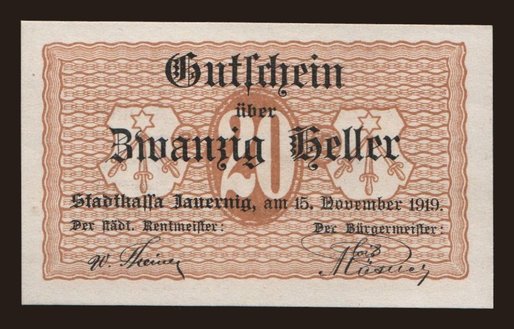 Gutſchein
über
Zwanzig Heller
20
Stadtkaſſa Jauernig, am 15. November 1919.
Der ſtädt. Rentmeiſter: Der Bürgermeiſter: